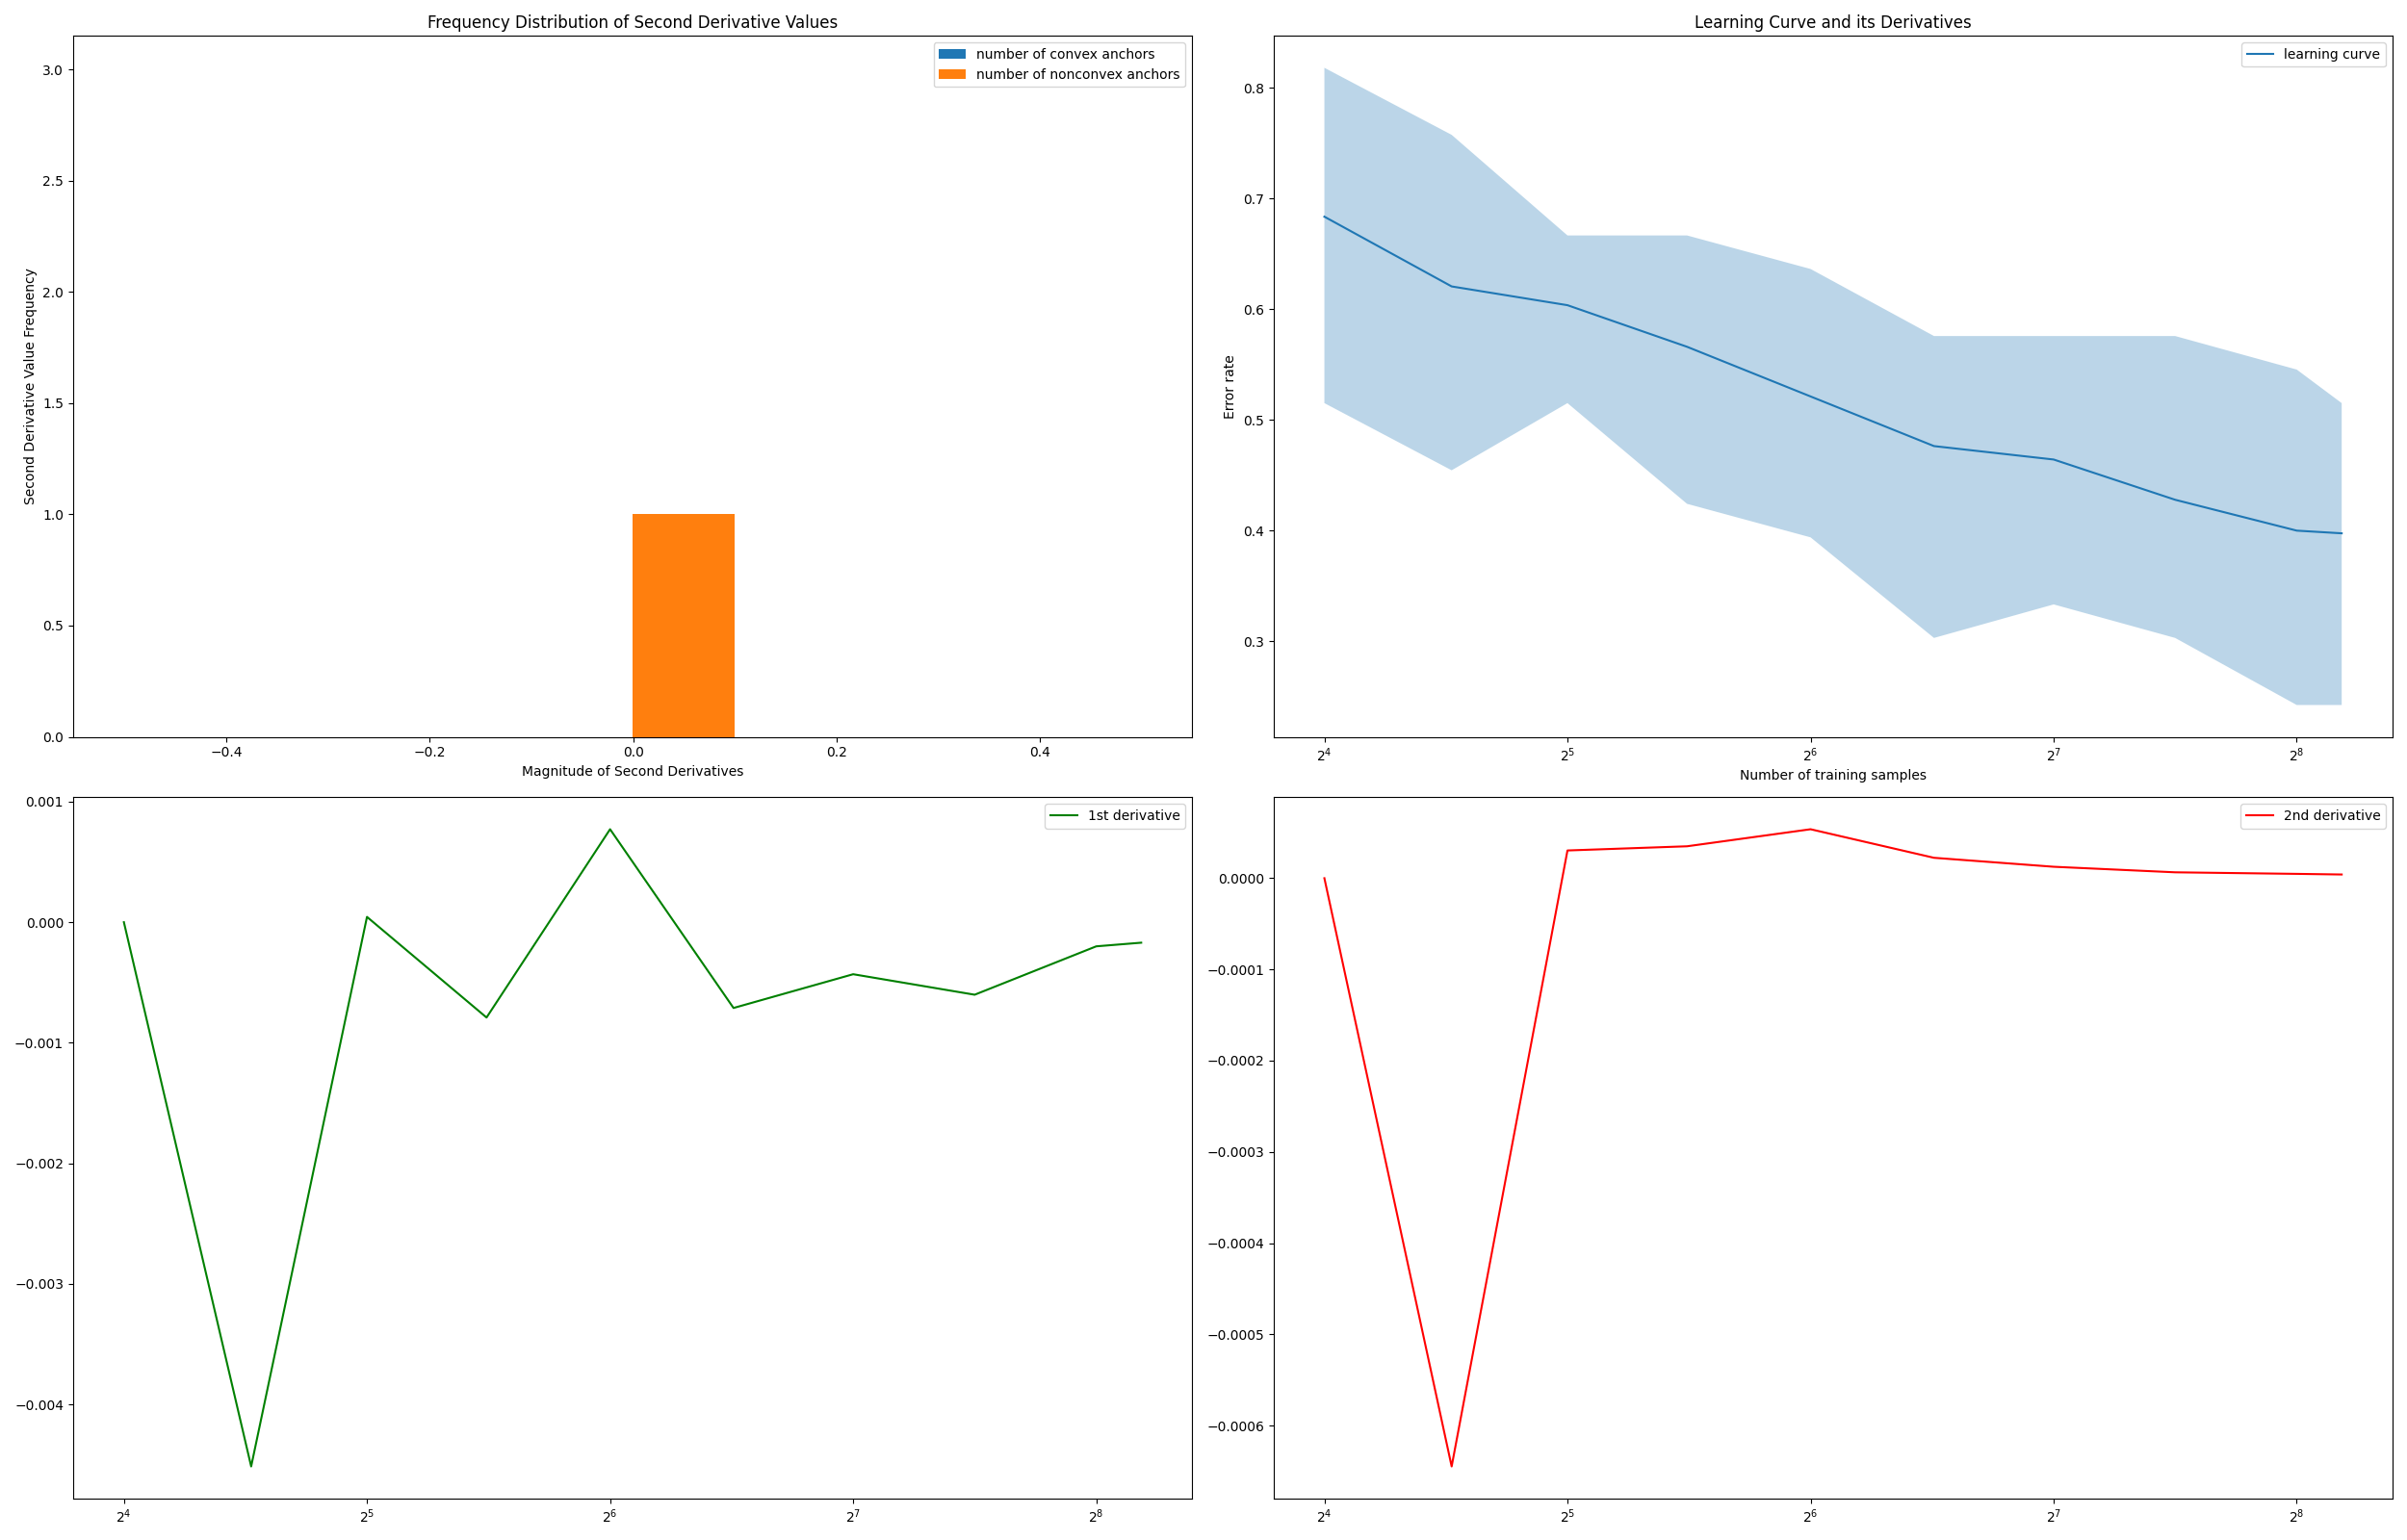 Frequency Distribution of Second Derivative Values
number of convex anchors
number of nonconvex anchors
3.0
2.5
2.0
1.5
1.0
0.5
0.0
Second Derivative Value Frequency
−0.4 −0.2 0.0 0.2 0.4
Magnitude of Second Derivatives
Learning Curve and its Derivatives
learning curve
0.8
0.7
0.6
0.5
0.4
0.3
Error rate
2⁴ 2⁵ 2⁶ 2⁷ 2⁸
Number of training samples
1st derivative
0.001
0.000
−0.001
−0.002
−0.003
−0.004
2⁴ 2⁵ 2⁶ 2⁷ 2⁸
2nd derivative
0.0000
−0.0001
−0.0002
−0.0003
−0.0004
−0.0005
−0.0006
2⁴ 2⁵ 2⁶ 2⁷ 2⁸